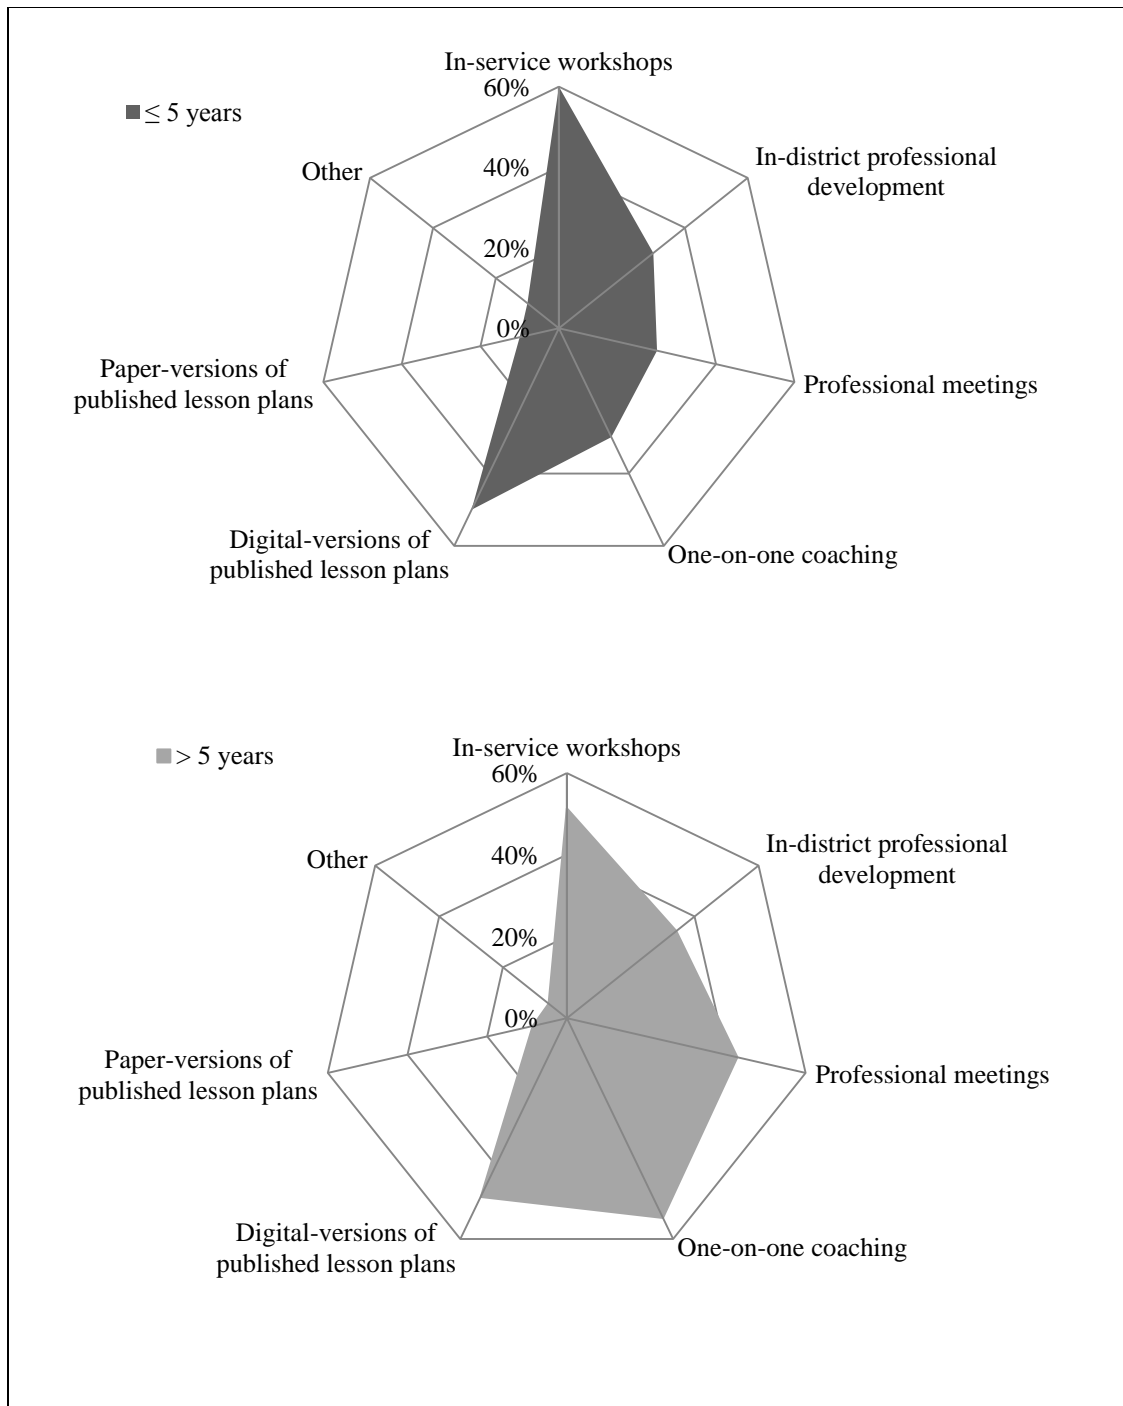 In-service workshops
60%
≤ 5 years
In-district professional
development
40%
Other
20%
0%
Paper-versions of
published lesson plans
Professional meetings
Digital-versions of
published lesson plans
One-on-one coaching
In-service workshops
> 5 years
60%
In-district professional
development
40%
Other
20%
0%
Paper-versions of
published lesson plans
Professional meetings
Digital-versions of
published lesson plans
One-on-one coaching